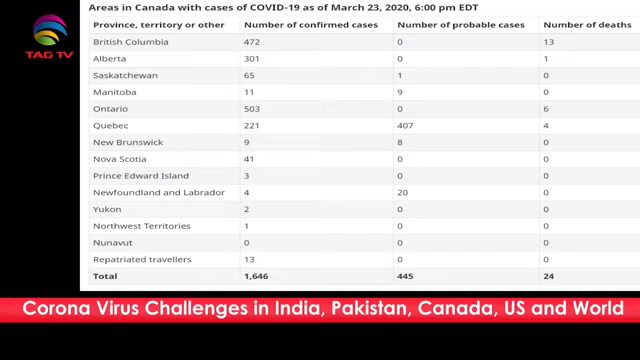 Areas in Canada with cases of COVID-19 as of March 23, 2020, 6:00 pm EDT
TAG TV
Province, territory or other Number of confirmed cases Number of probable cases Number of deaths
British Columbia 472 0 13
Alberta 301 0 1
Saskatchewan 65 1 0
Manitoba 11 9 0
Ontario 503 0 6
Quebec 221 407 4
New Brunswick 9 8 0
Nova Scotia 41 0 0
Prince Edward Island 3 0 0
Newfoundland and Labrador 4 20 0
Yukon 2 0 0
Northwest Territories 1 0 0
Nunavut 0 0 0
Repatriated travellers 13 0 0
Total 1,646 445 24
Corona Virus Challenges in India, Pakistan, Canada, US and World